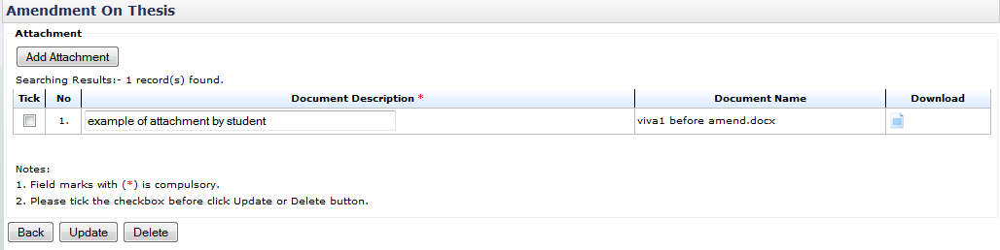 Amendment On Thesis
Attachment
Add Attachment
Searching Results:- 1 record(s) found.
Tick No Document Description * Document Name Download
1. example of attachment by student viva1 before amend.docx
Notes:
1. Field marks with (*) is compulsory.
2. Please tick the checkbox before click Update or Delete button.
Back Update Delete